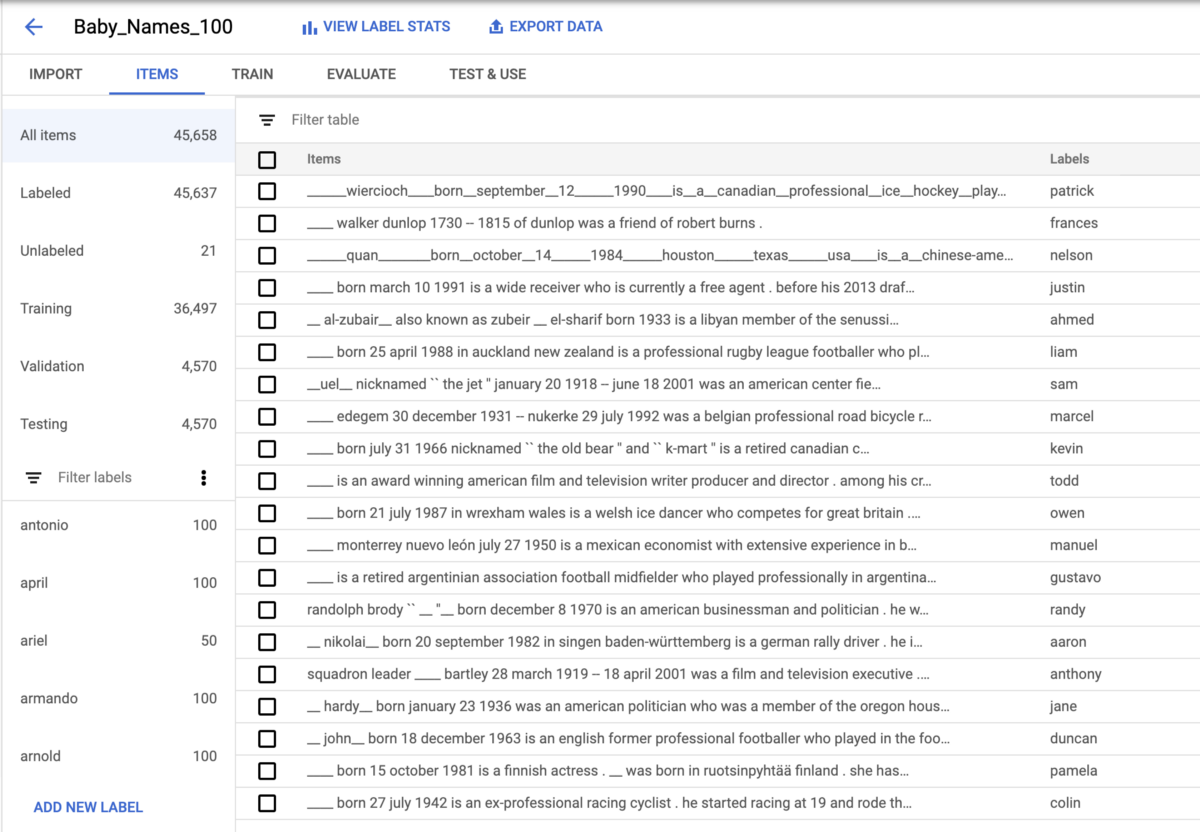 Baby_Names_100 VIEW LABEL STATS EXPORT DATA
IMPORT ITEMS TRAIN EVALUATE TEST & USE
All items 45,658
Labeled 45,637
Unlabeled 21
Training 36,497
Validation 4,570
Testing 4,570
Filter labels
antonio 100
april 100
ariel 50
armando 100
arnold 100
ADD NEW LABEL
Filter table
Items Labels
______wiercioch____born__september__12______1990____is__a__canadian__professional__ice__hockey__play... patrick
____ walker dunlop 1730 -- 1815 of dunlop was a friend of robert burns . frances
______quan________born__october__14______1984______houston______texas______usa____is__a__chinese-ame... nelson
____ born march 10 1991 is a wide receiver who is currently a free agent . before his 2013 draf... justin
__ al-zubair__ also known as zubeir __ el-sharif born 1933 is a libyan member of the senussi... ahmed
____ born 25 april 1988 in auckland new zealand is a professional rugby league footballer who pl... liam
__uel__ nicknamed `` the jet '' january 20 1918 -- june 18 2001 was an american center fie... sam
____ edegem 30 december 1931 -- nukerke 29 july 1992 was a belgian professional road bicycle r... marcel
____ born july 31 1966 nicknamed `` the old bear '' and `` k-mart '' is a retired canadian c... kevin
____ is an award winning american film and television writer producer and director . among his cr... todd
____ born 21 july 1987 in wrexham wales is a welsh ice dancer who competes for great britain .... owen
____ monterrey nuevo león july 27 1950 is a mexican economist with extensive experience in b... manuel
____ is a retired argentinian association football midfielder who played professionally in argentina... gustavo
randolph brody `` __ ''__ born december 8 1970 is an american businessman and politician . he w... randy
__ nikolai__ born 20 september 1982 in singen baden-württemberg is a german rally driver . he i... aaron
squadron leader ____ bartley 28 march 1919 -- 18 april 2001 was a film and television executive .... anthony
__ hardy__ born january 23 1936 was an american politician who was a member of the oregon hous... jane
__ john__ born 18 december 1963 is an english former professional footballer who played in the foo... duncan
____ born 15 october 1981 is a finnish actress . __ was born in ruotsinpyhtää finland . she has... pamela
____ born 27 july 1942 is an ex-professional racing cyclist . he started racing at 19 and rode th... colin